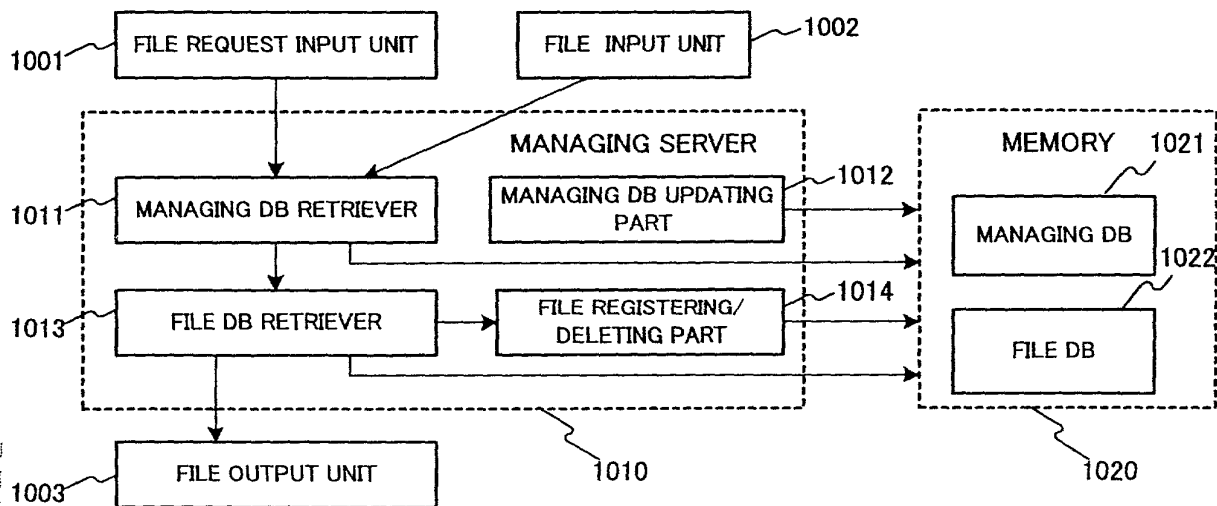 1001
FILE REQUEST INPUT UNIT
FILE INPUT UNIT
1002
MANAGING SERVER
MEMORY
1021
1011
MANAGING DB RETRIEVER
MANAGING DB UPDATING
PART
1012
MANAGING DB
1022
1013
FILE DB RETRIEVER
FILE REGISTERING/
DELETING PART
1014
FILE DB
1003
FILE OUTPUT UNIT
1010
1020